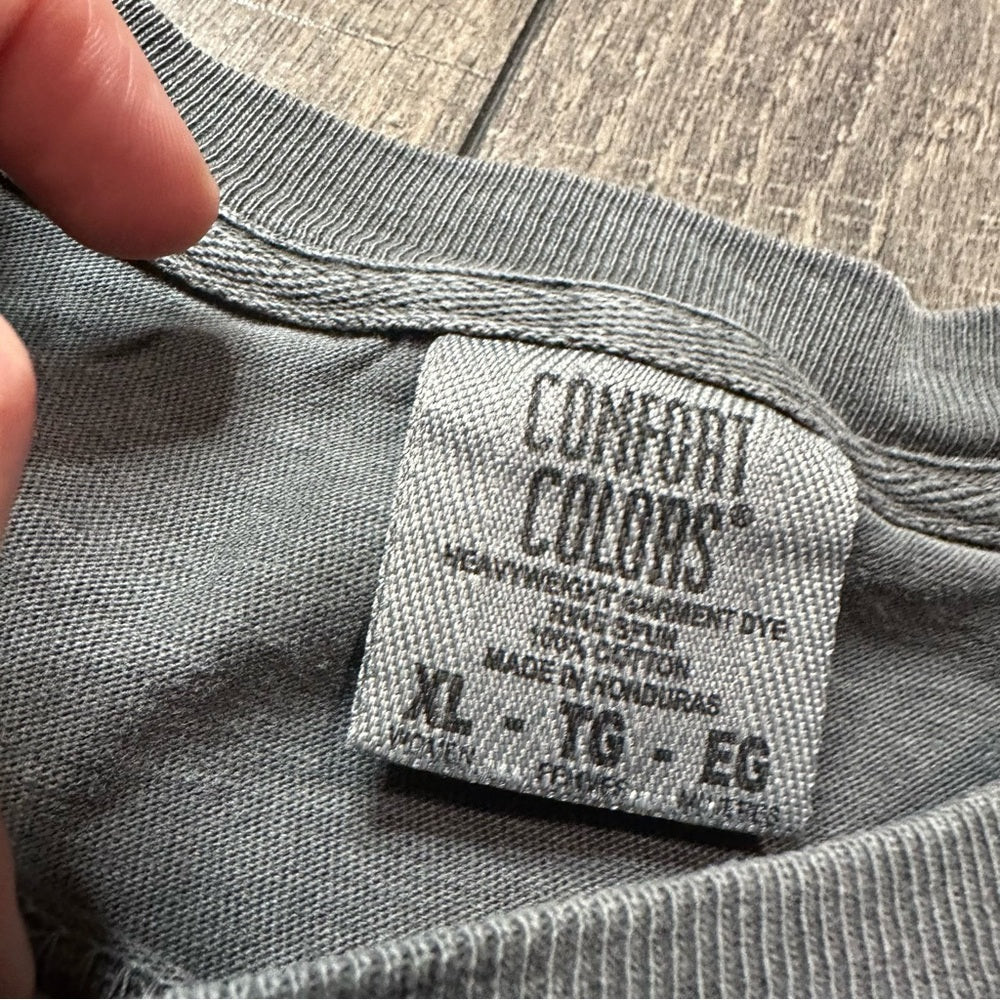 COMFORT
COLORS®
HEAVYWEIGHT GARMENT DYE
RING SPUN
100% COTTON
MADE IN HONDURAS
XL - TG - EG
WOMEN FEMMES MUJERES